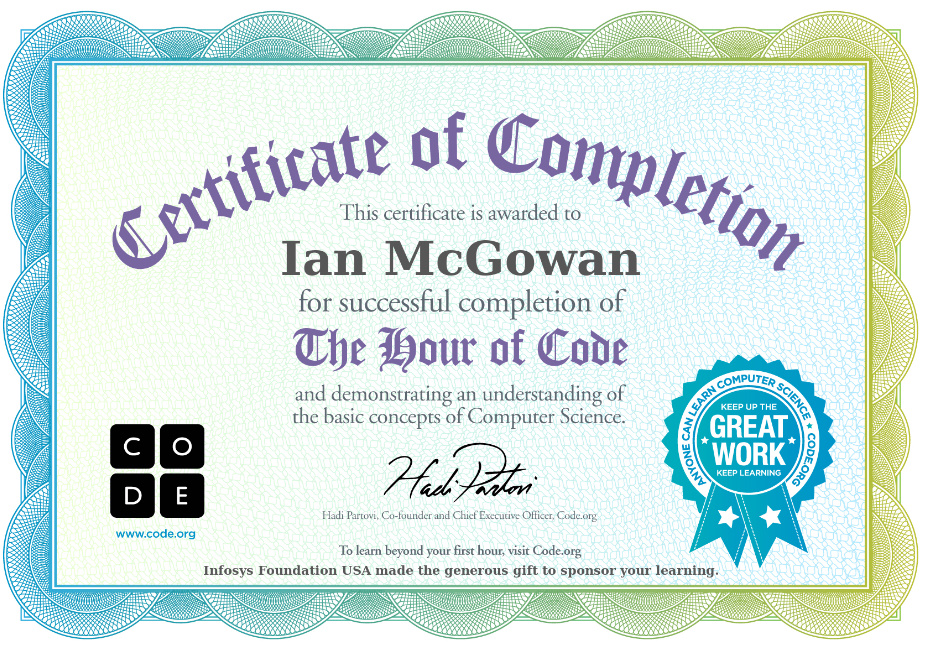 Certificate of Completion
This certificate is awarded to
Ian McGowan
for successful completion of
The Hour of Code
and demonstrating an understanding of
the basic concepts of Computer Science.
C O
D E
www.code.org
Hadi Partovi
Hadi Partovi, Co-founder and Chief Executive Officer, Code.org
To learn beyond your first hour, visit Code.org
Infosys Foundation USA made the generous gift to sponsor your learning.
ANYONE CAN LEARN COMPUTER SCIENCE ★ CODE.ORG
KEEP UP THE
GREAT
WORK
KEEP LEARNING